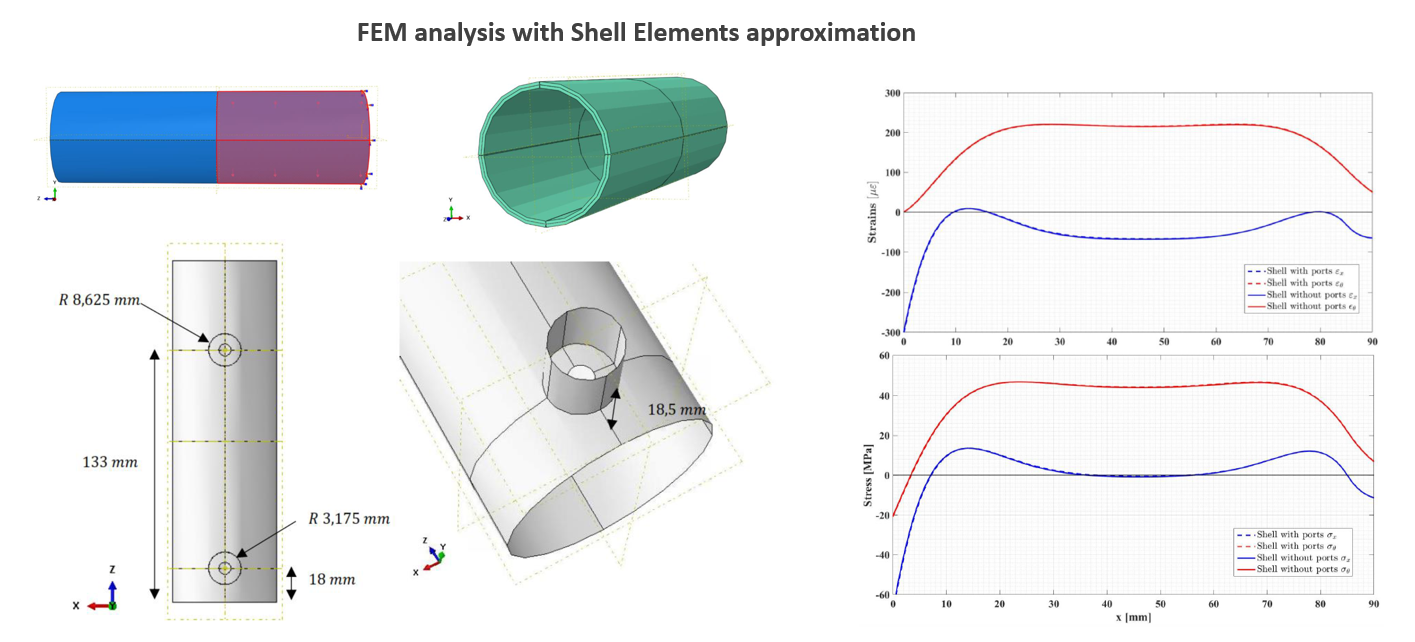 FEM analysis with Shell Elements approximation
Y
Z
Y
Z
X
R 8,625 mm
133 mm
R 3,175 mm
18 mm
Z
X
Y
18,5 mm
Z
Y
X
300
200
100
0
-100
-200
-300
Strains [με]
0 10 20 30 40 50 60 70 80 90
Shell with ports εₓ
Shell with ports ε_θ
Shell without ports εₓ
Shell without ports ϵ_θ
60
40
20
0
-20
-40
-60
Stress [MPa]
0 10 20 30 40 50 60 70 80 90
x [mm]
Shell with ports σₓ
Shell with ports σ_θ
Shell without ports σₓ
Shell without ports σ_θ